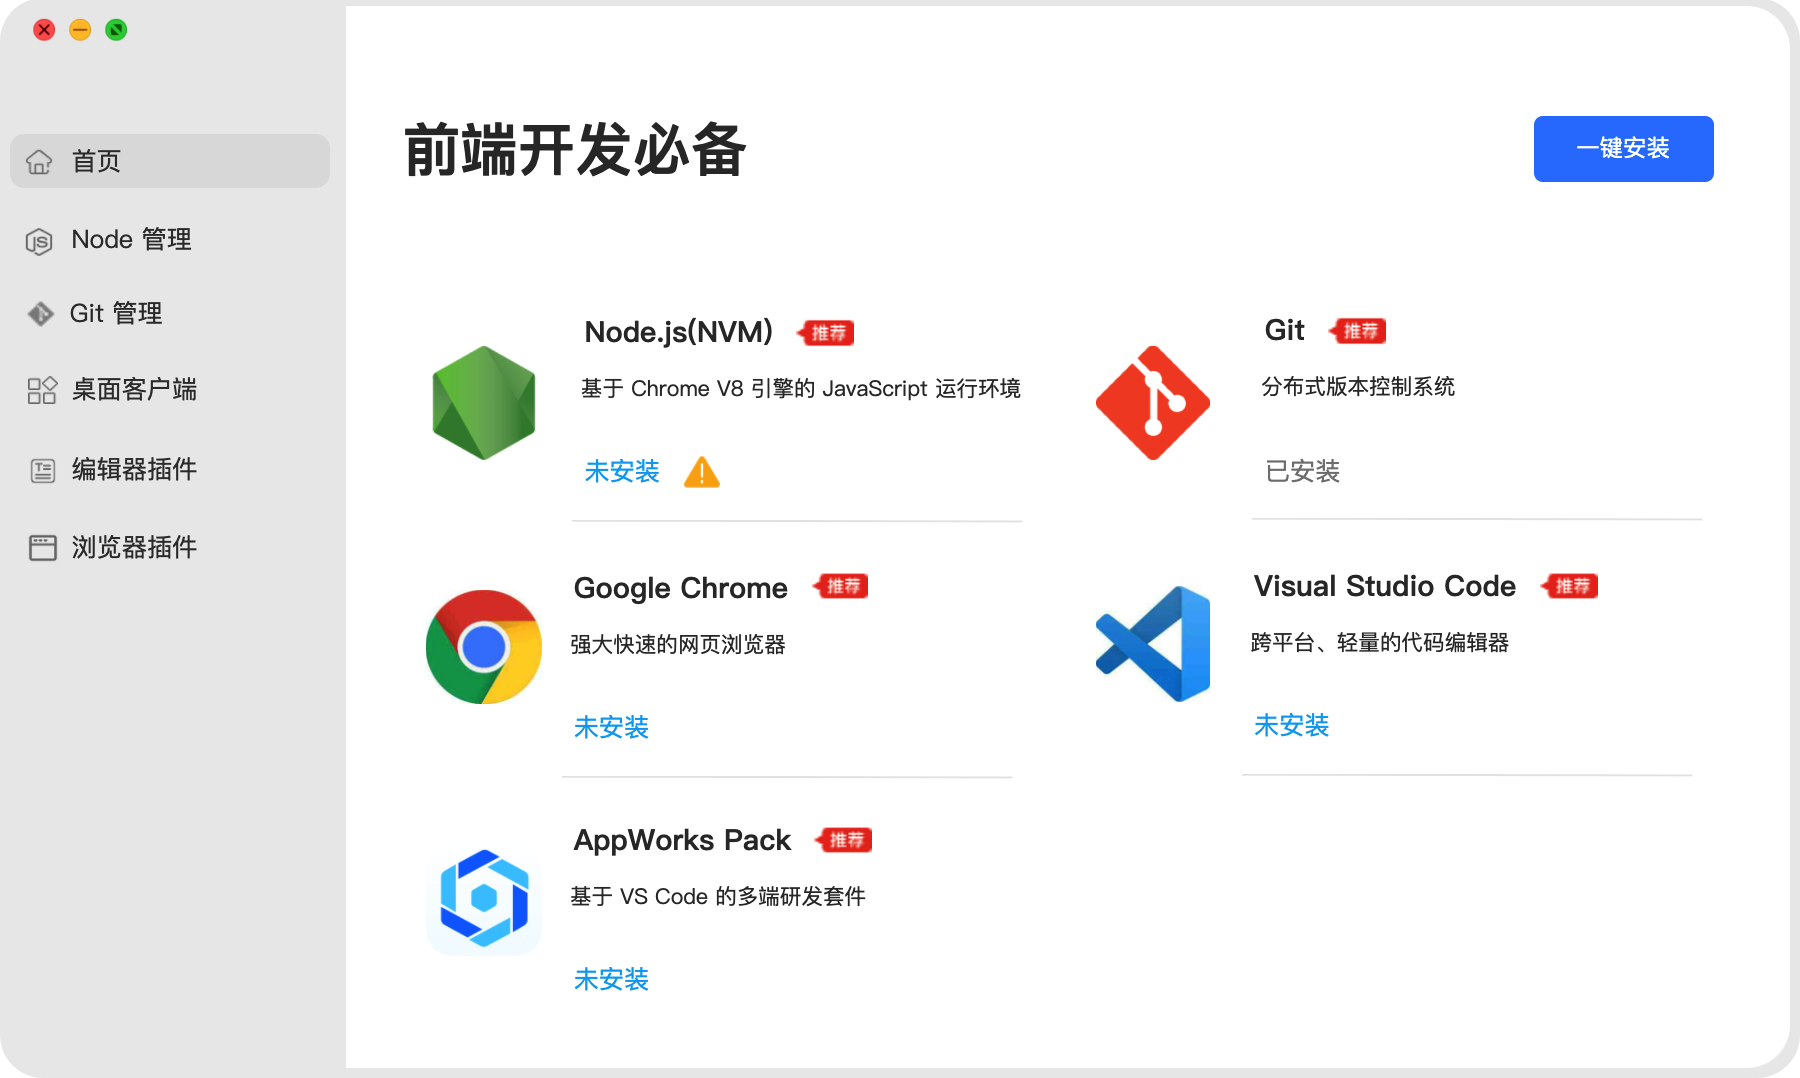 首页
Node 管理
Git 管理
桌面客户端
编辑器插件
浏览器插件
前端开发必备
一键安装
Node.js(NVM) 推荐
基于 Chrome V8 引擎的 JavaScript 运行环境
未安装
Git 推荐
分布式版本控制系统
已安装
Google Chrome 推荐
强大快速的网页浏览器
未安装
Visual Studio Code 推荐
跨平台、轻量的代码编辑器
未安装
AppWorks Pack 推荐
基于 VS Code 的多端研发套件
未安装